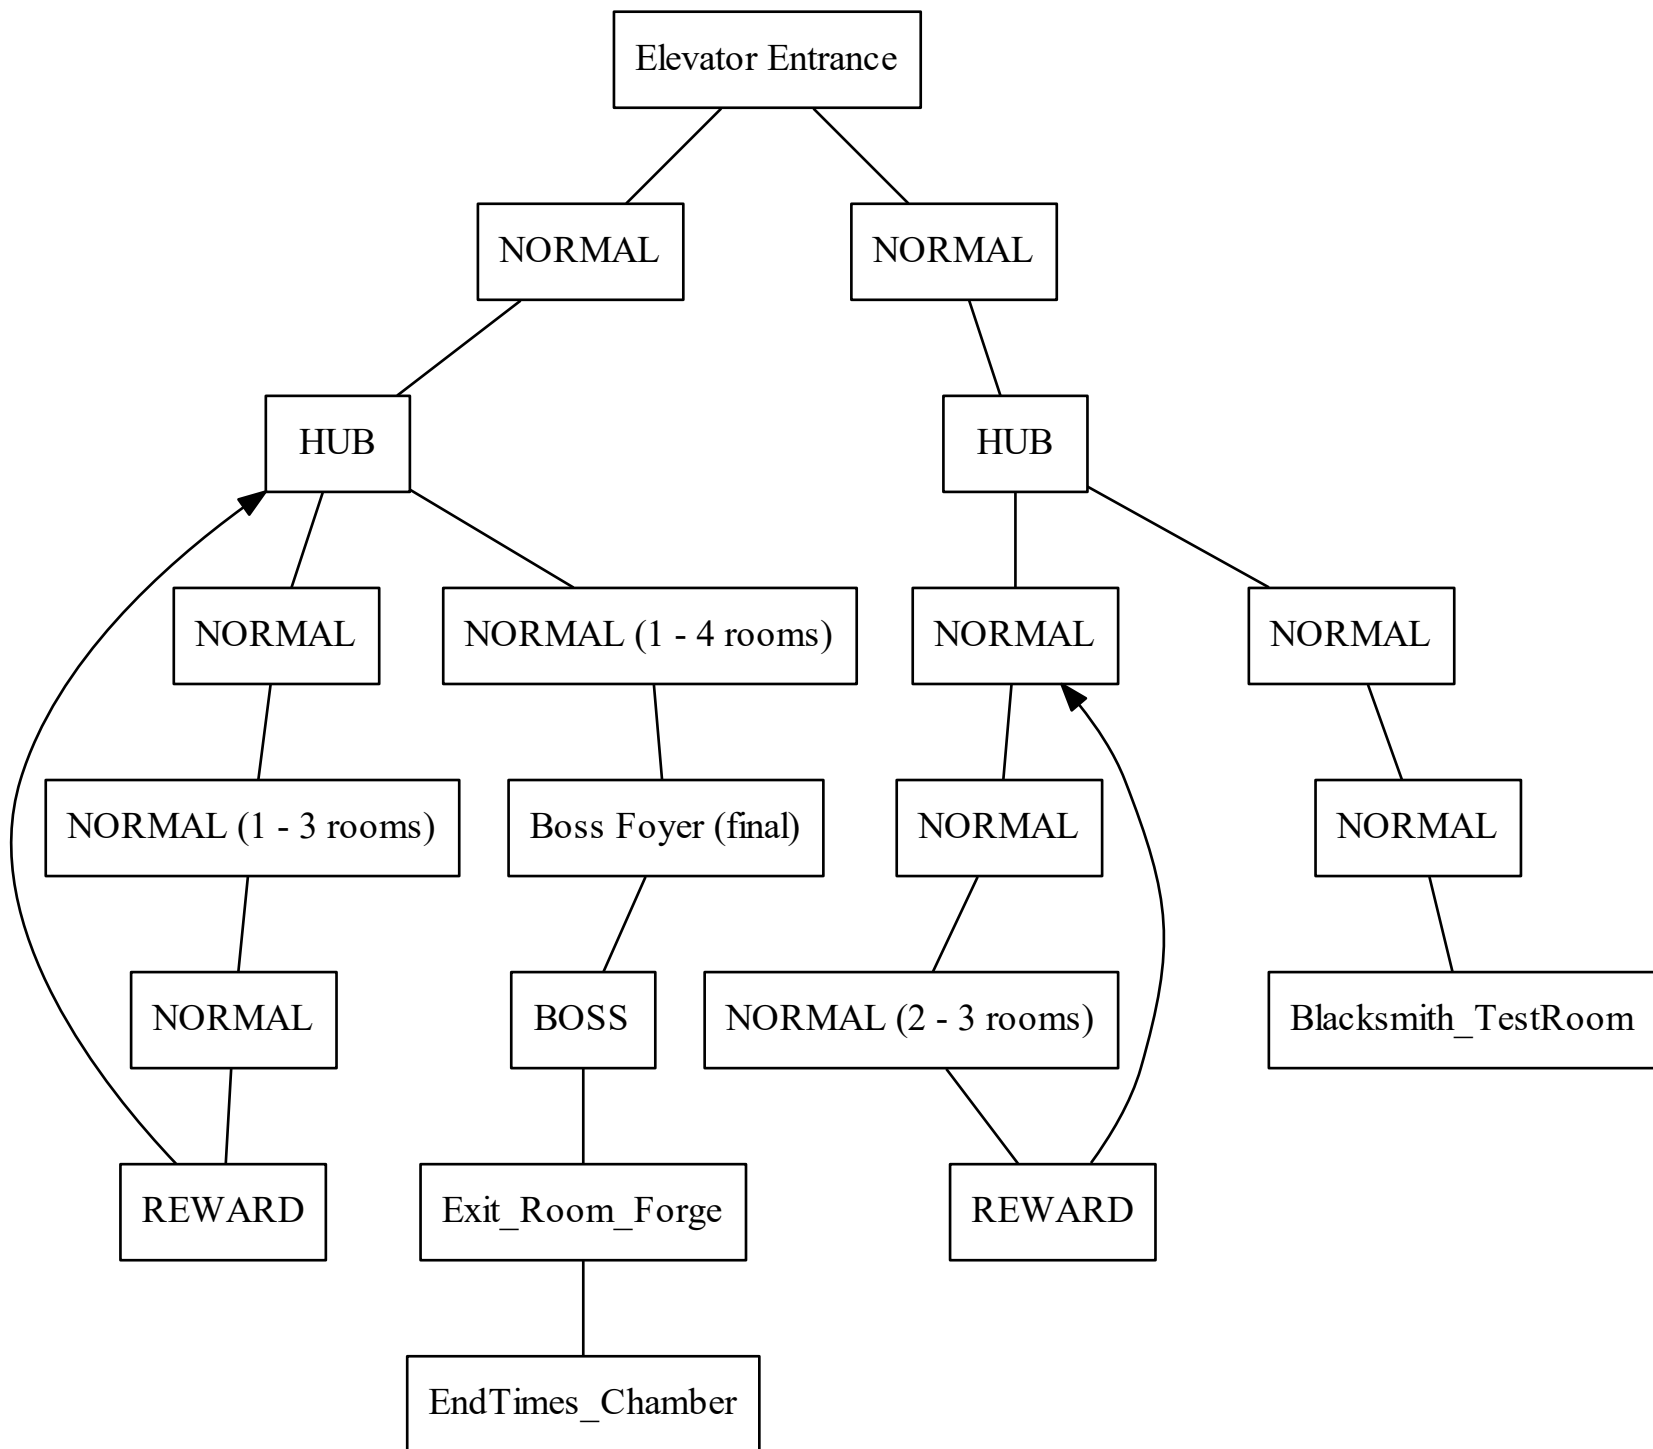 Elevator Entrance
NORMAL
NORMAL
HUB
HUB
NORMAL
NORMAL (1 - 4 rooms)
NORMAL
NORMAL
NORMAL (1 - 3 rooms)
Boss Foyer (final)
NORMAL
NORMAL
NORMAL
BOSS
NORMAL (2 - 3 rooms)
Blacksmith_TestRoom
REWARD
Exit_Room_Forge
REWARD
EndTimes_Chamber